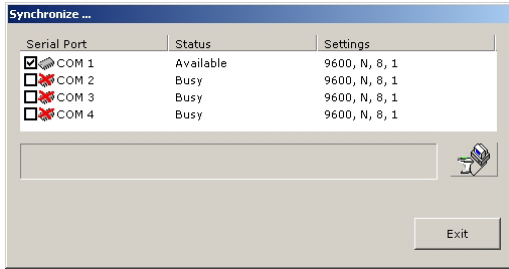 Synchronize ...
Serial Port Status Settings
COM 1 Available 9600, N, 8, 1
COM 2 Busy 9600, N, 8, 1
COM 3 Busy 9600, N, 8, 1
COM 4 Busy 9600, N, 8, 1
Exit